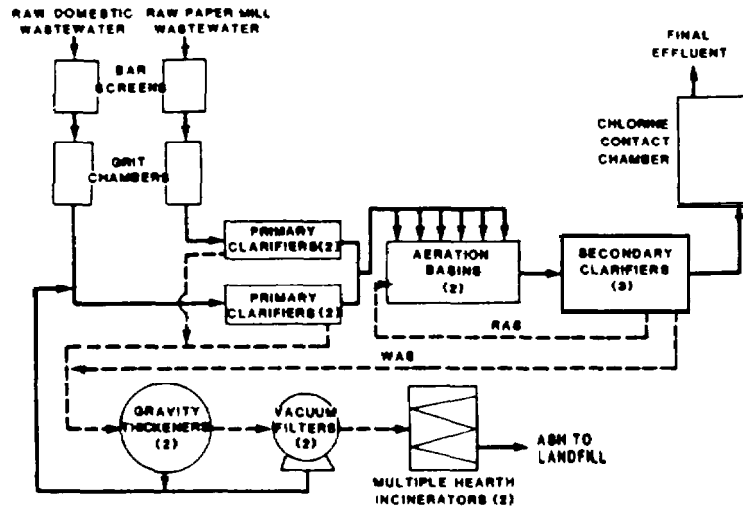 RAW DOMESTIC
WASTEWATER
RAW PAPER MILL
WASTEWATER
BAR
SCREENS
GRIT
CHAMBERS
PRIMARY
CLARIFIERS(2)
PRIMARY
CLARIFIERS(2)
AERATION
BASINS
(2)
SECONDARY
CLARIFIERS
(3)
FINAL
EFFLUENT
CHLORINE
CONTACT
CHAMBER
RAS
WAS
GRAVITY
THICKENERS
(2)
VACUUM
FILTERS
(2)
MULTIPLE HEARTH
INCINERATORS (2)
ASH TO
LANDFILL